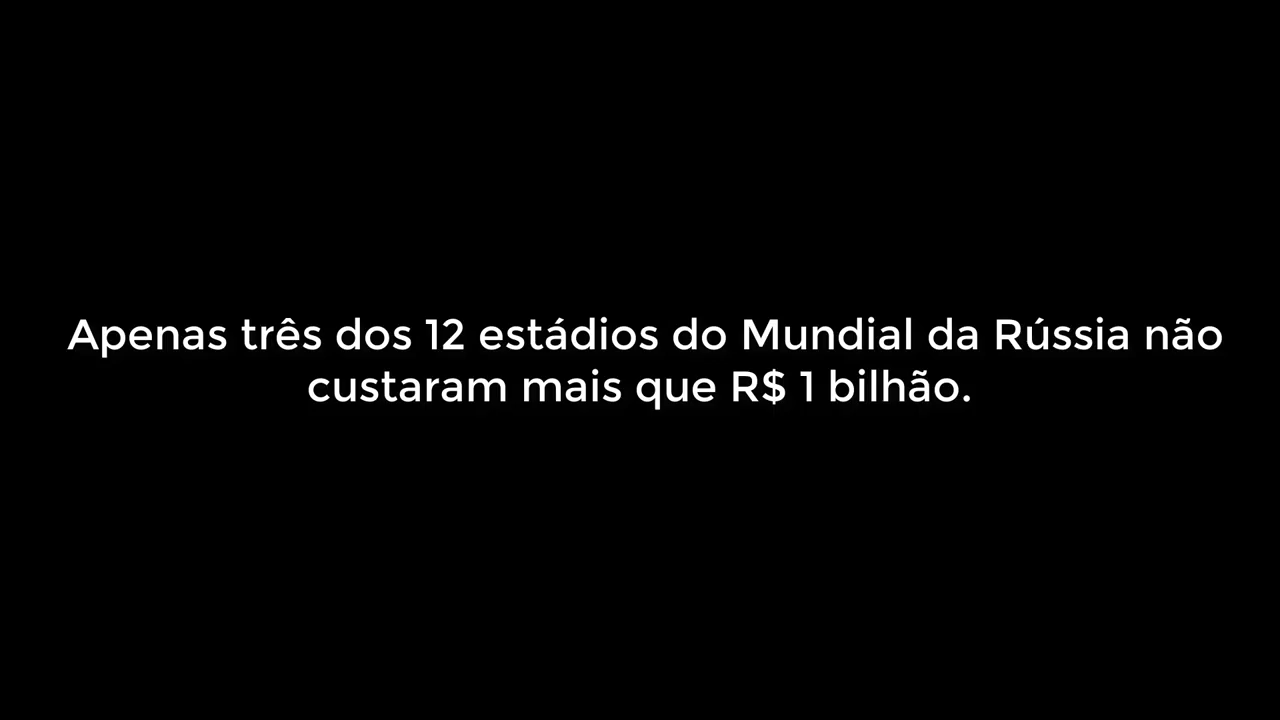 Apenas três dos 12 estádios do Mundial da Rússia não
custaram mais que R$ 1 bilhão.